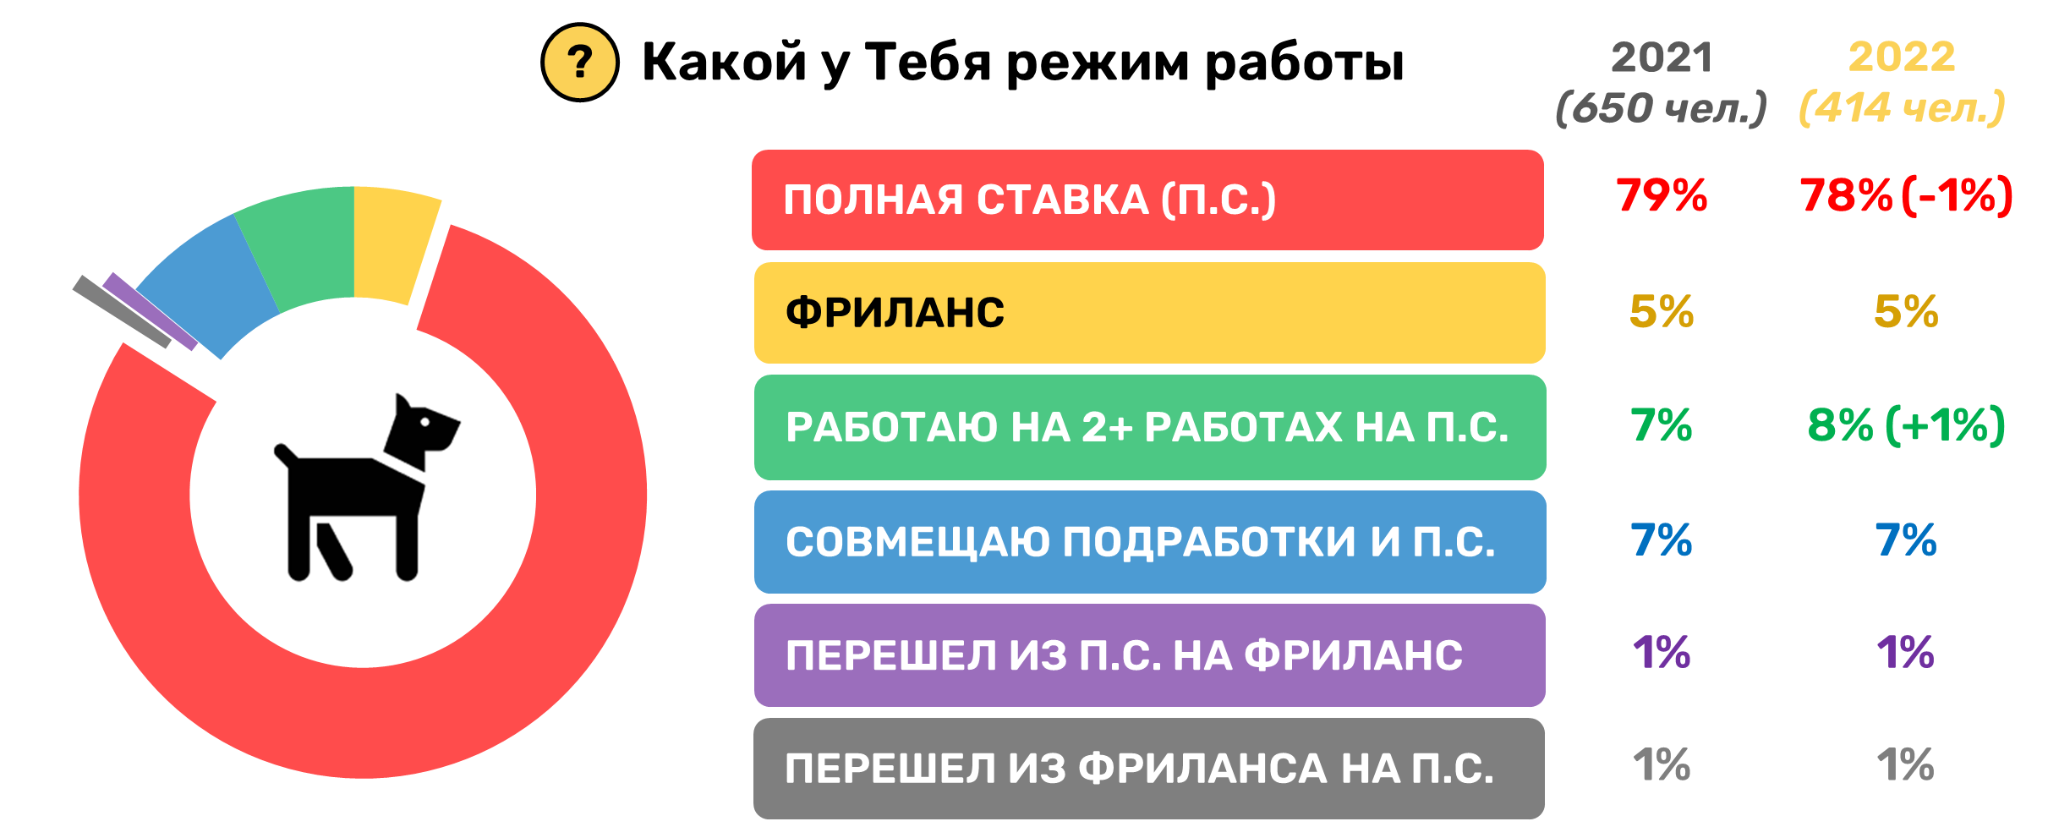 ? Какой у Тебя режим работы
2021 2022
(650 чел.) (414 чел.)
ПОЛНАЯ СТАВКА (П.С.) 79% 78% (-1%)
ФРИЛАНС 5% 5%
РАБОТАЮ НА 2+ РАБОТАХ НА П.С. 7% 8% (+1%)
СОВМЕЩАЮ ПОДРАБОТКИ И П.С. 7% 7%
ПЕРЕШЕЛ ИЗ П.С. НА ФРИЛАНС 1% 1%
ПЕРЕШЕЛ ИЗ ФРИЛАНСА НА П.С. 1% 1%